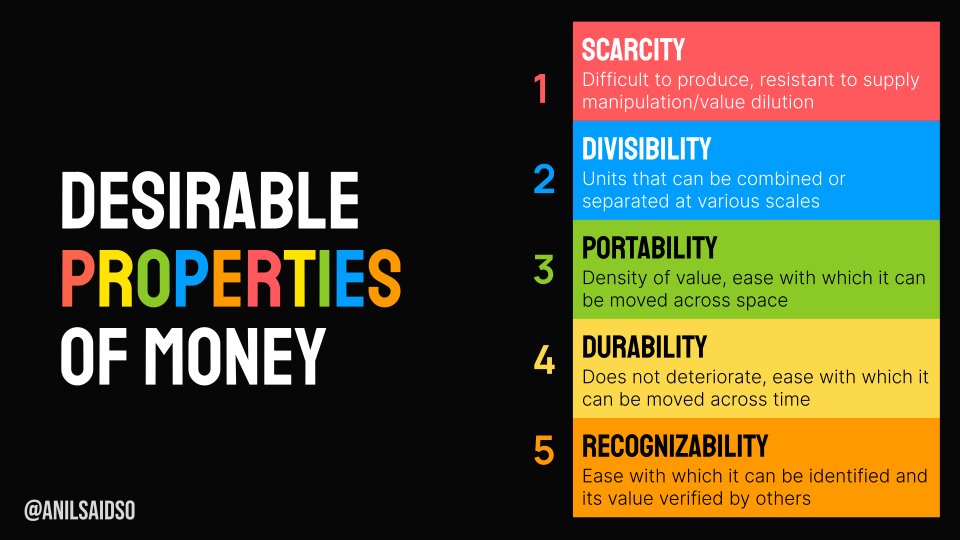 DESIRABLE
PROPERTIES
OF MONEY
@ANILSAIDSO
1
SCARCITY
Difficult to produce, resistant to supply
manipulation/value dilution
2
DIVISIBILITY
Units that can be combined or
separated at various scales
3
PORTABILITY
Density of value, ease with which it can
be moved across space
4
DURABILITY
Does not deteriorate, ease with which it
can be moved across time
5
RECOGNIZABILITY
Ease with which it can be identified and
its value verified by others